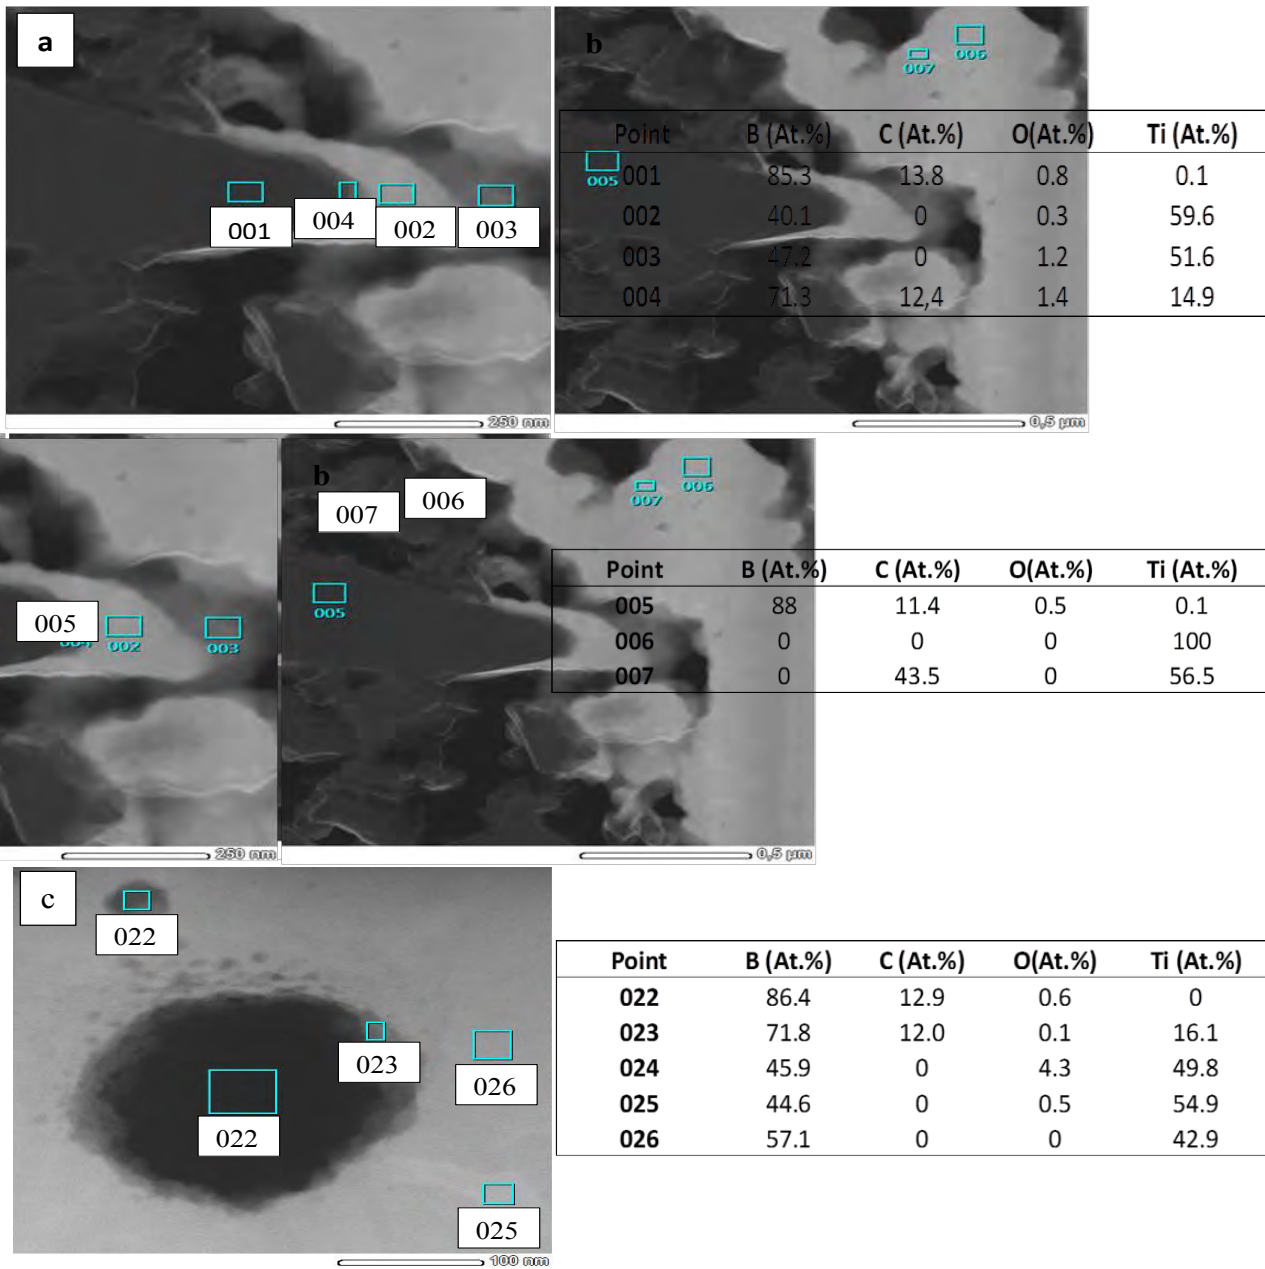 a
001
004
002
003
250 nm
b
007
006
005
0,5 µm
Point B (At.%) C (At.%) O(At.%) Ti (At.%)
001 85.3 13.8 0.8 0.1
002 40.1 0 0.3 59.6
003 47.2 0 1.2 51.6
004 71.3 12,4 1.4 14.9
005
004
002
003
250 nm
b
007
006
007
006
005
0,5 µm
Point B (At.%) C (At.%) O(At.%) Ti (At.%)
005 88 11.4 0.5 0.1
006 0 0 0 100
007 0 43.5 0 56.5
c
022
023
026
022
025
100 nm
Point B (At.%) C (At.%) O(At.%) Ti (At.%)
022 86.4 12.9 0.6 0
023 71.8 12.0 0.1 16.1
024 45.9 0 4.3 49.8
025 44.6 0 0.5 54.9
026 57.1 0 0 42.9